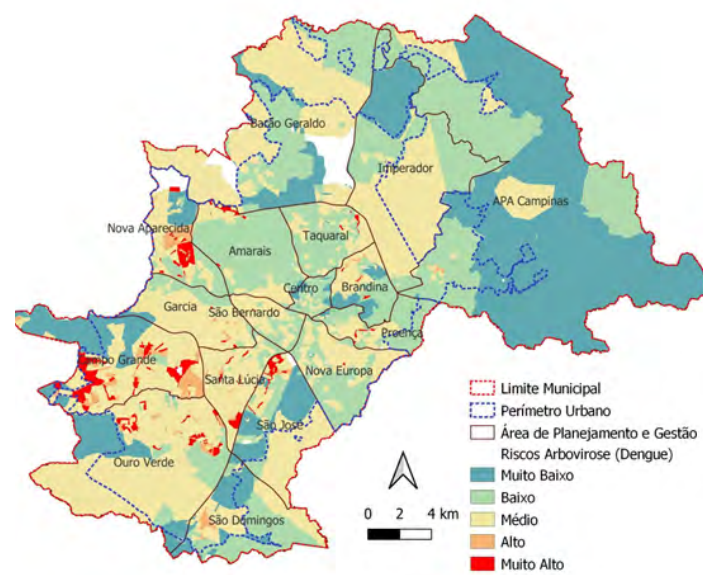 Barão Geraldo
Imperador
APA Campinas
Nova Aparecida
Taquaral
Amarais
Centro
Brandina
Garcia
São Bernardo
Proença
Campo Grande
Santa Lúcia
Nova Europa
São José
Ouro Verde
São Domingos
0 2 4 km
Limite Municipal
Perímetro Urbano
Área de Planejamento e Gestão
Riscos Arbovirose (Dengue)
Muito Baixo
Baixo
Médio
Alto
Muito Alto